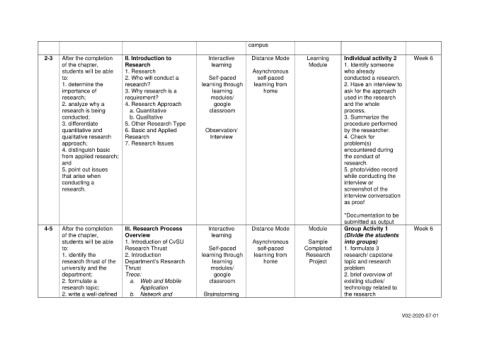 campus
2-3
After the completion
of the chapter,
students will be able
to:
1. determine the
importance of
research;
2. analyze why a
research is being
conducted;
3. differentiate
quantitative and
qualitative research
approach;
4. distinguish basic
from applied research;
and
5. point out issues
that arise when
conducting a
research.
II. Introduction to
Research
1. Research
2. Who will conduct a
research?
3. Why research is a
requirement?
4. Research Approach
a. Quantitative
b. Qualitative
5. Other Research Type
6. Basic and Applied
Research
7. Research Issues
Interactive
learning
Self-paced
learning through
learning
modules/
google
classroom
Observation/
Interview
Distance Mode
Asynchronous
self-paced
learning from
home
Learning
Module
Individual activity 2
1. Identify someone
who already
conducted a research.
2. Have an interview to
ask for the approach
used in the research
and the whole
process.
3. Summarize the
procedure performed
by the researcher.
4. Check for
problem(s)
encountered during
the conduct of
research.
5. photo/video record
while conducting the
interview or
screenshot of the
interview conversation
as proof
*Documentation to be
submitted as output
Week 6
4-5
After the completion
of the chapter,
students will be able
to:
1. identify the
research thrust of the
university and the
department;
2. formulate a
research topic;
2. write a well-defined
III. Research Process
Overview
1. Introduction of CvSU
Research Thrust
2. Introduction
Department's Research
Thrust
Trece:
a. Web and Mobile
Application
b. Network and
Interactive
learning
Self-paced
learning through
learning
modules/
google
classroom
Brainstorming
Distance Mode
Asynchronous
self-paced
learning from
home
Module
Sample
Completed
Research
Project
Group Activity 1
(Divide the students
into groups)
1. formulate 3
research/ capstone
topic and research
problem
2. brief overview of
existing studies/
technology related to
the research
Week 6
V02-2020-07-01